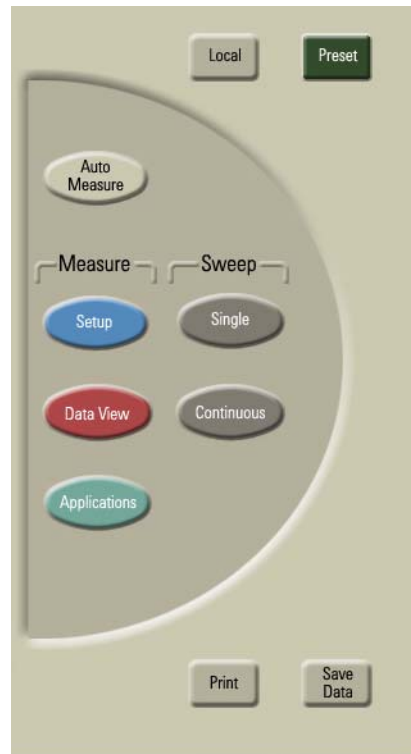 Local
Preset
Auto
Measure
Measure
Sweep
Setup
Single
Data View
Continuous
Applications
Print
Save
Data